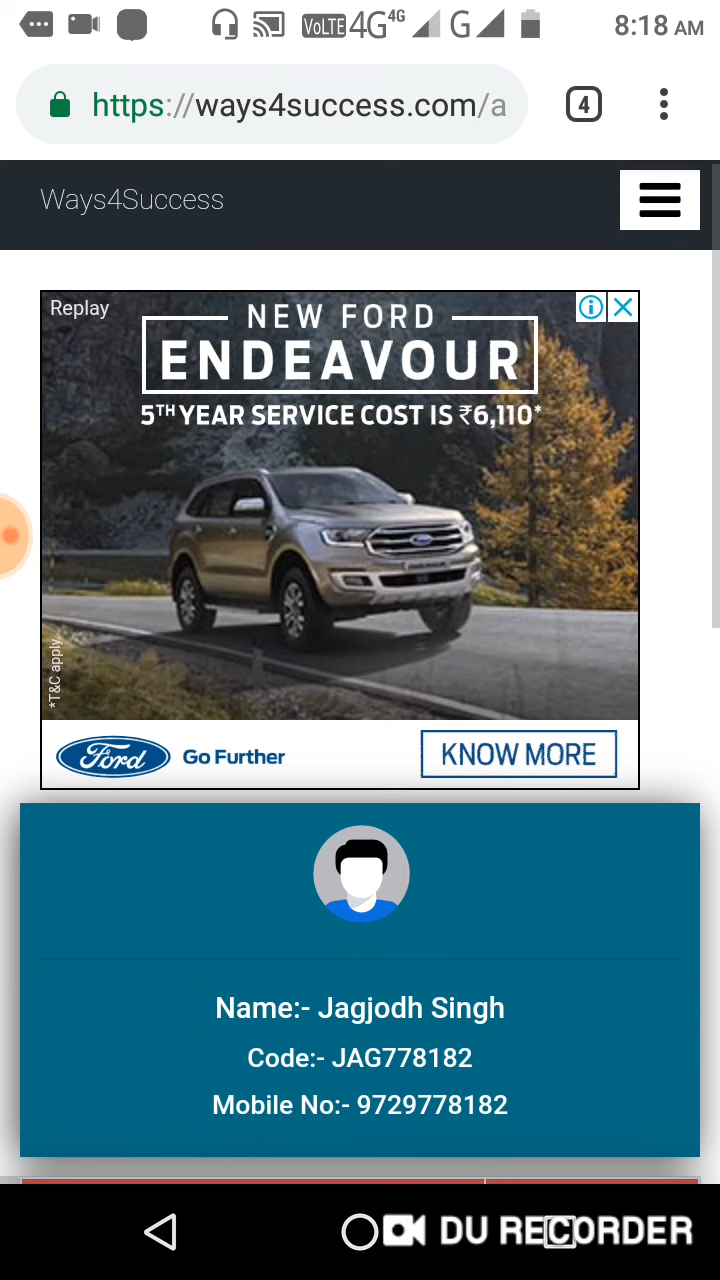 VoLTE 4G 4G G 8:18 AM
https://ways4success.com/a
4
Ways4Success
Replay
NEW FORD
ENDEAVOUR
5TH YEAR SERVICE COST IS ₹6,110*
*T&C apply.
Ford Go Further KNOW MORE
Name:- Jagjodh Singh
Code:- JAG778182
Mobile No:- 9729778182
DU RECORDER